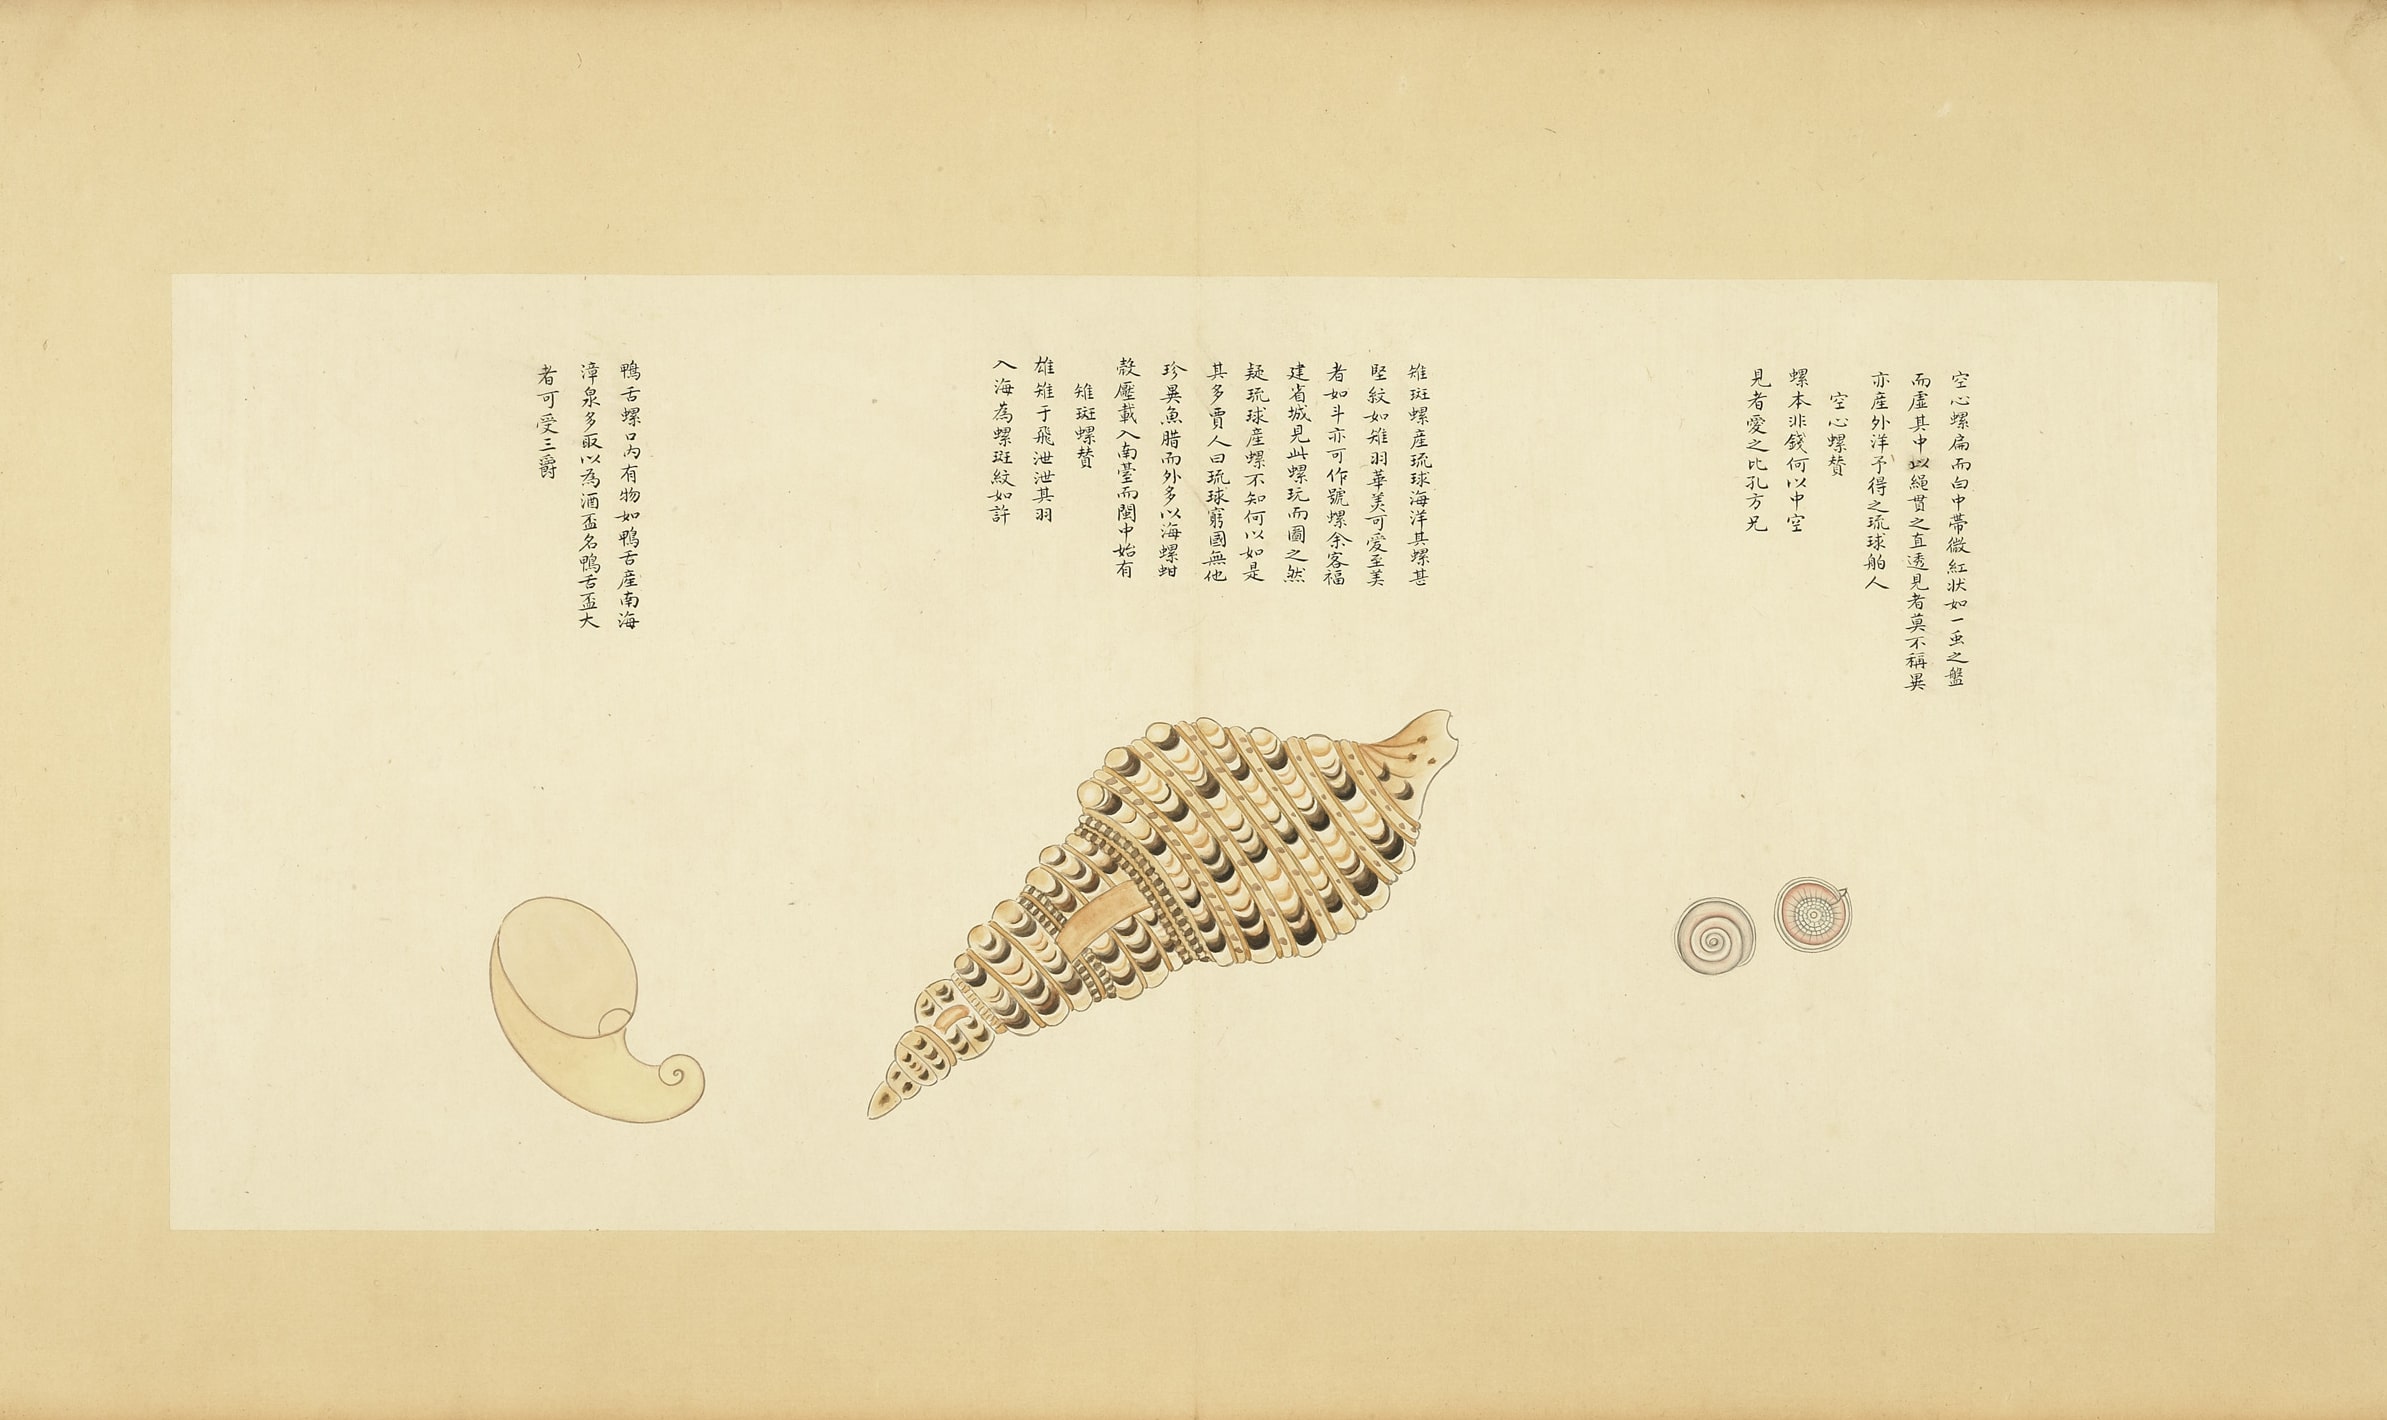 空心螺扁而白中帶微紅狀如一䖝之盤
而虛其中以繩貫之直透見者莫不稱異
亦産外洋予得之琉球舶人
空心螺賛
螺本非錢何以中空
見者愛之比孔方兄
雉斑螺産琉球海洋其螺甚
堅紋如雉羽華美可愛至美
者如斗亦可作號螺余客福
建省城見此螺玩而圖之然
疑琉球産螺不知何以如是
其多賈人曰琉球窮國無他
珍異魚腊而外多以海螺蚶
殼壓載入南臺而閩中始有
雉斑螺賛
雄雉于飛泄泄其羽
入海為螺斑紋如許
鴨舌螺口内有物如鴨舌産南海
漳泉多取以為酒盃名鴨舌盃大
者可受三爵